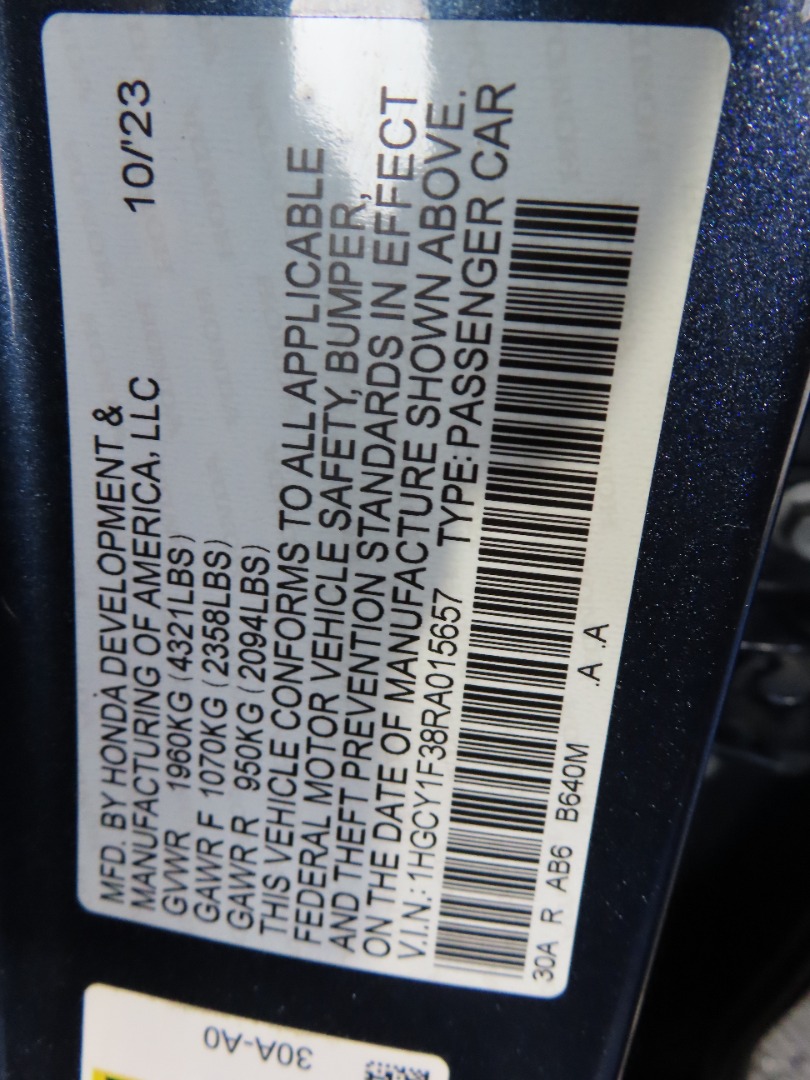 MFD. BY HONDA DEVELOPMENT & 10/'23
MANUFACTURING OF AMERICA, LLC
GVWR 1960KG (4321LBS)
GAWR F 1070KG (2358LBS)
GAWR R 950KG (2094LBS)
THIS VEHICLE CONFORMS TO ALL APPLICABLE
FEDERAL MOTOR VEHICLE SAFETY, BUMPER,
AND THEFT PREVENTION STANDARDS IN EFFECT
ON THE DATE OF MANUFACTURE SHOWN ABOVE.
V.I.N.: 1HGCY1F38RA015657 TYPE: PASSENGER CAR
30A R AB6 B640M .A .A
30A-A0